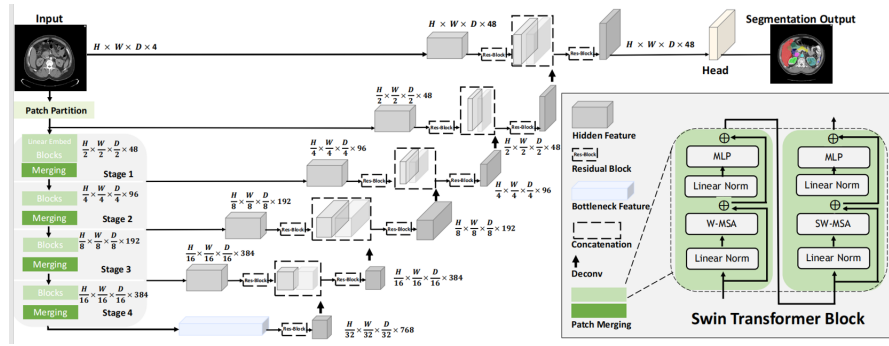 Input
Segmentation Output
H × W × D × 4
H × W × D × 48
Res-Block
Res-Block
H × W × D × 48
Head
Patch Partition
H/2 × W/2 × D/2 × 48
Res-Block
Res-Block
H/2 × W/2 × D/2 × 48
Linear Embed
Blocks
H/2 × W/2 × D/2 × 48
Merging
Stage 1
H/4 × W/4 × D/4 × 96
Res-Block
Res-Block
H/4 × W/4 × D/4 × 96
Blocks
H/4 × W/4 × D/4 × 96
Merging
Stage 2
H/8 × W/8 × D/8 × 192
Res-Block
Res-Block
H/8 × W/8 × D/8 × 192
Blocks
H/8 × W/8 × D/8 × 192
Merging
Stage 3
H/16 × W/16 × D/16 × 384
Res-Block
Res-Block
H/16 × W/16 × D/16 × 384
Blocks
H/16 × W/16 × D/16 × 384
Merging
Stage 4
Res-Block
H/32 × W/32 × D/32 × 768
Hidden Feature
Res-Block
Residual Block
Bottleneck Feature
Concatenation
Deconv
Patch Merging
MLP
Linear Norm
W-MSA
Linear Norm
MLP
Linear Norm
SW-MSA
Linear Norm
Swin Transformer Block